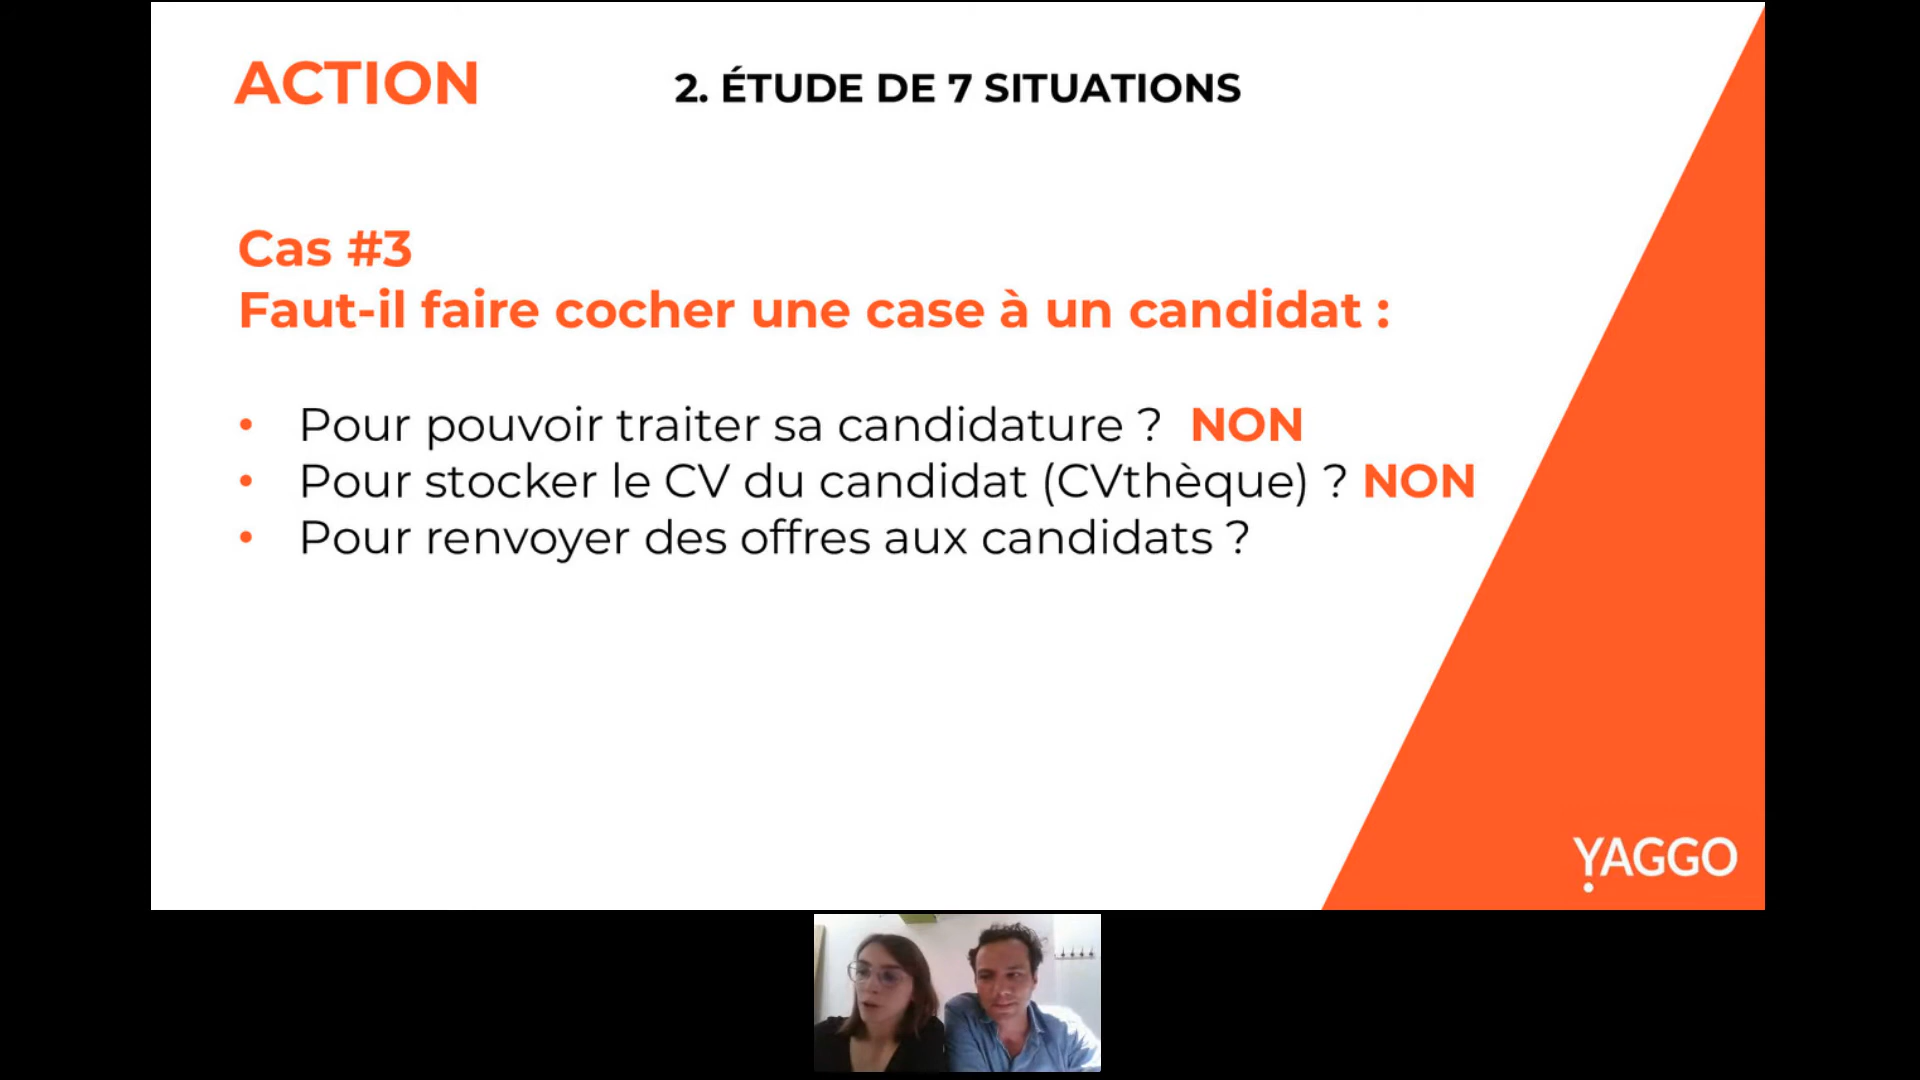 ACTION
2. ÉTUDE DE 7 SITUATIONS
Cas #3
Faut-il faire cocher une case à un candidat :
• Pour pouvoir traiter sa candidature ? NON
• Pour stocker le CV du candidat (CVthèque) ? NON
• Pour renvoyer des offres aux candidats ?
YAGGO